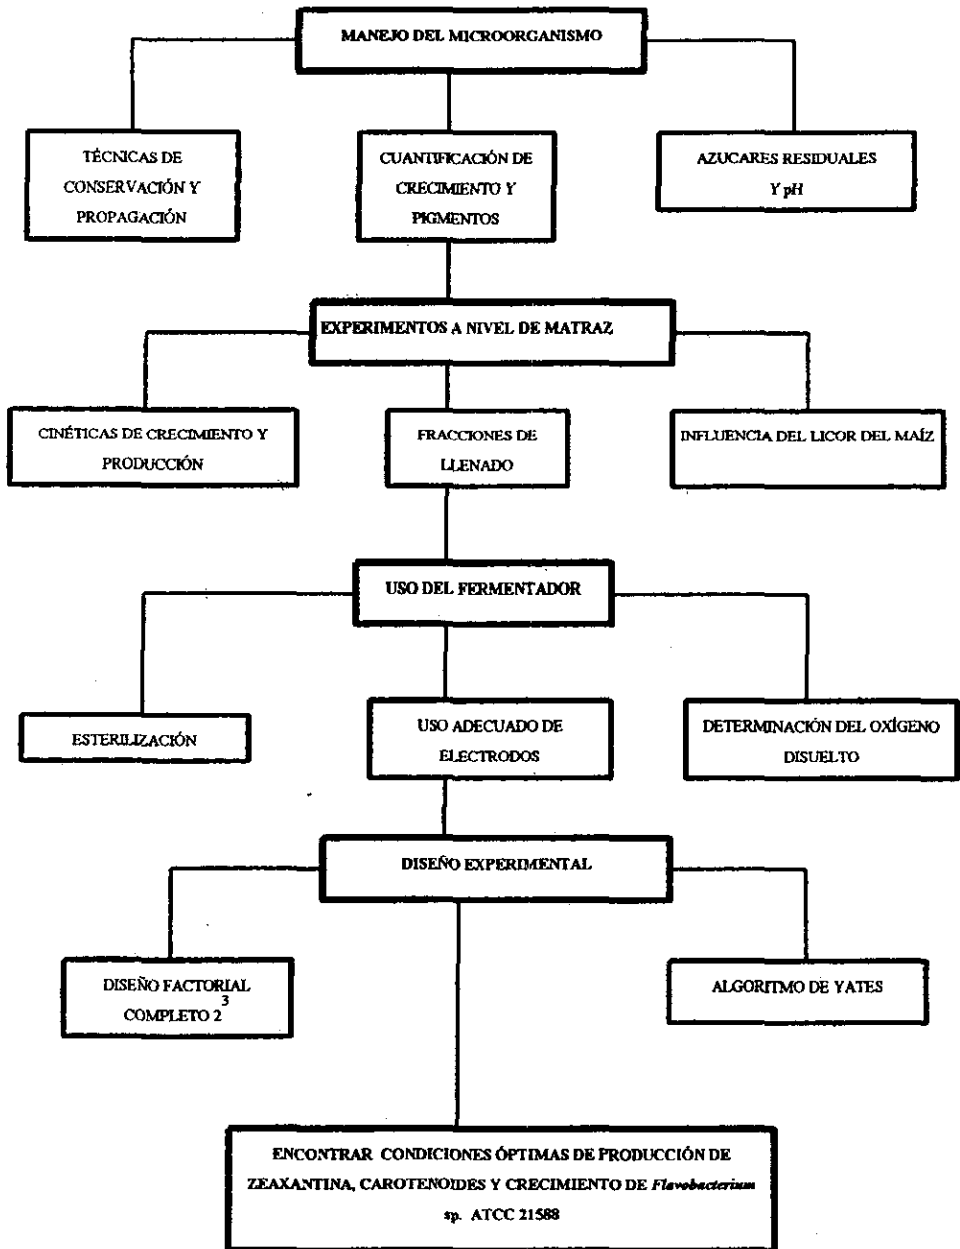 MANEJO DEL MICROORGANISMO
TÉCNICAS DE
CONSERVACIÓN Y
PROPAGACIÓN
CUANTIFICACIÓN DE
CRECIMIENTO Y
PIGMENTOS
AZUCARES RESIDUALES
Y pH
EXPERIMENTOS A NIVEL DE MATRAZ
CINÉTICAS DE CRECIMIENTO Y
PRODUCCIÓN
FRACCIONES DE
LLENADO
INFLUENCIA DEL LICOR DEL MAÍZ
USO DEL FERMENTADOR
ESTERILIZACIÓN
USO ADECUADO DE
ELECTRODOS
DETERMINACIÓN DEL OXÍGENO
DISUELTO
DISEÑO EXPERIMENTAL
DISEÑO FACTORIAL
COMPLETO 2³
ALGORITMO DE YATES
ENCONTRAR CONDICIONES ÓPTIMAS DE PRODUCCIÓN DE
ZEAXANTINA, CAROTENOIDES Y CRECIMIENTO DE Flavobacterium
sp. ATCC 21588